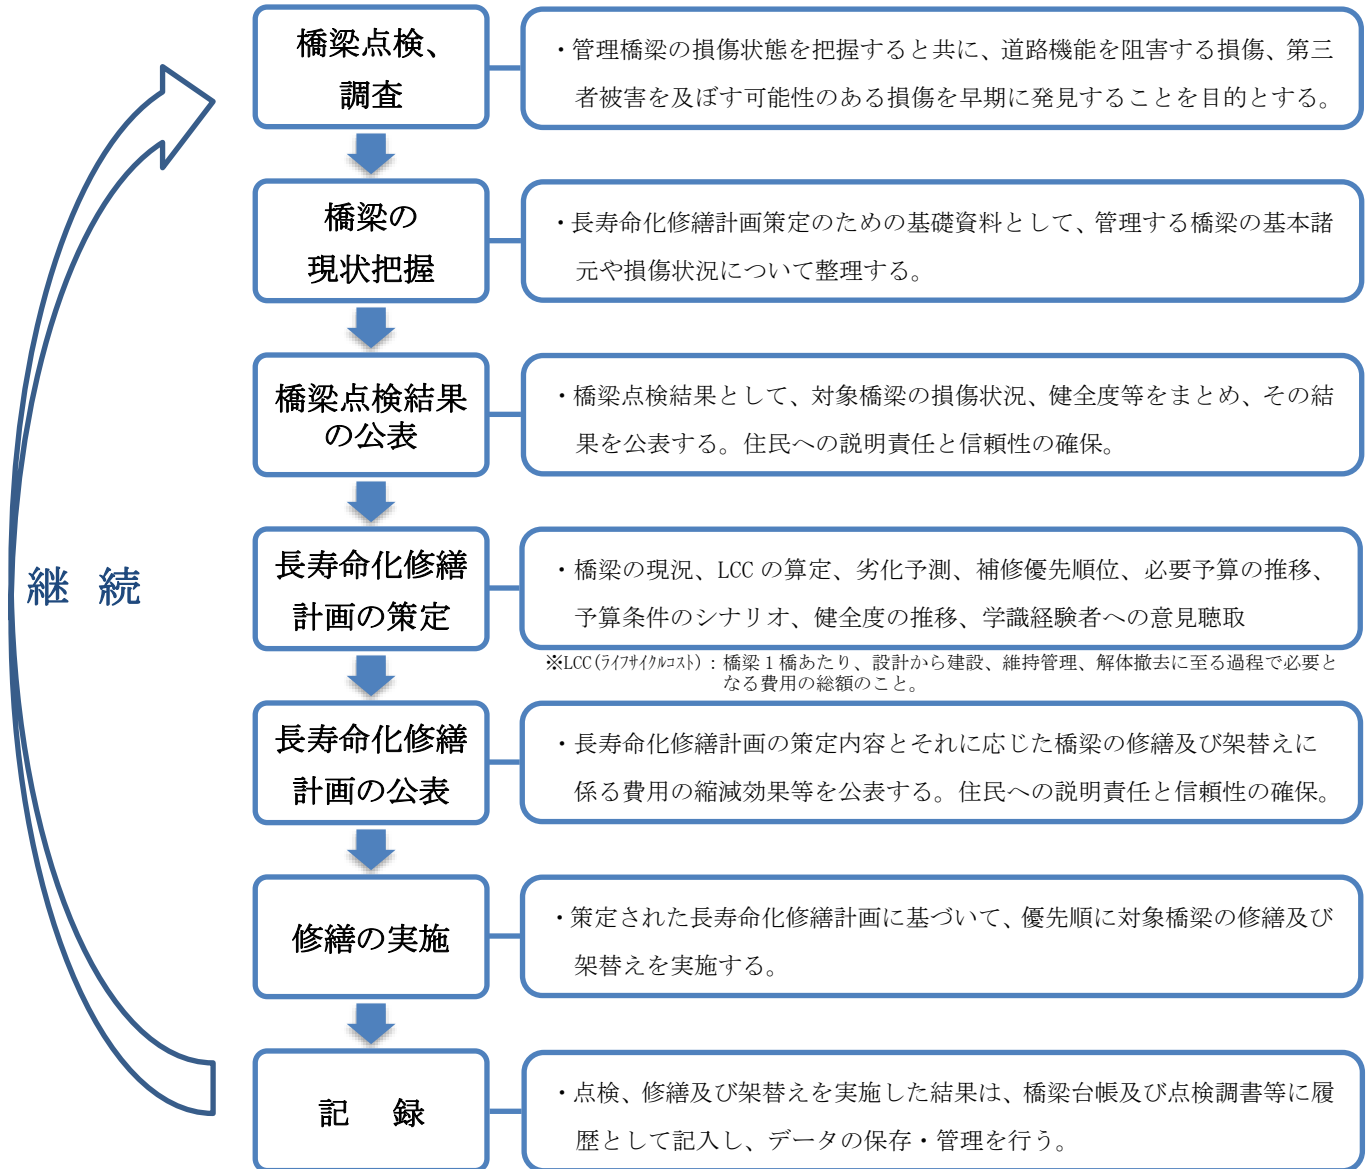 橋梁点検、
調査
・管理橋梁の損傷状態を把握すると共に、道路機能を阻害する損傷、第三
者被害を及ぼす可能性のある損傷を早期に発見することを目的とする。
橋梁の
現状把握
・長寿命化修繕計画策定のための基礎資料として、管理する橋梁の基本諸
元や損傷状況について整理する。
橋梁点検結果
の公表
・橋梁点検結果として、対象橋梁の損傷状況、健全度等をまとめ、その結
果を公表する。住民への説明責任と信頼性の確保。
継 続
長寿命化修繕
計画の策定
・橋梁の現況、LCC の算定、劣化予測、補修優先順位、必要予算の推移、
予算条件のシナリオ、健全度の推移、学識経験者への意見聴取
※LCC(ﾗｲﾌｻｲｸﾙｺｽﾄ)：橋梁１橋あたり、設計から建設、維持管理、解体撤去に至る過程で必要と
なる費用の総額のこと。
長寿命化修繕
計画の公表
・長寿命化修繕計画の策定内容とそれに応じた橋梁の修繕及び架替えに
係る費用の縮減効果等を公表する。住民への説明責任と信頼性の確保。
修繕の実施
・策定された長寿命化修繕計画に基づいて、優先順に対象橋梁の修繕及び
架替えを実施する。
記　録
・点検、修繕及び架替えを実施した結果は、橋梁台帳及び点検調書等に履
歴として記入し、データの保存・管理を行う。